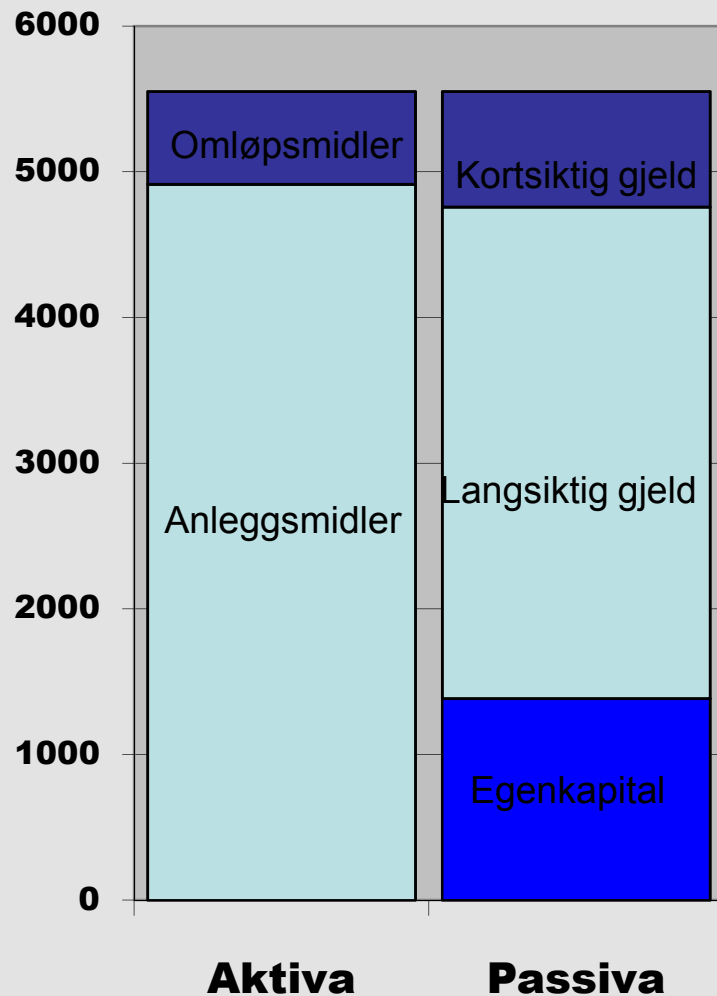 6000
5000
4000
3000
2000
1000
0
Omløpsmidler
Anleggsmidler
Kortsiktig gjeld
Langsiktig gjeld
Egenkapital
Aktiva
Passiva